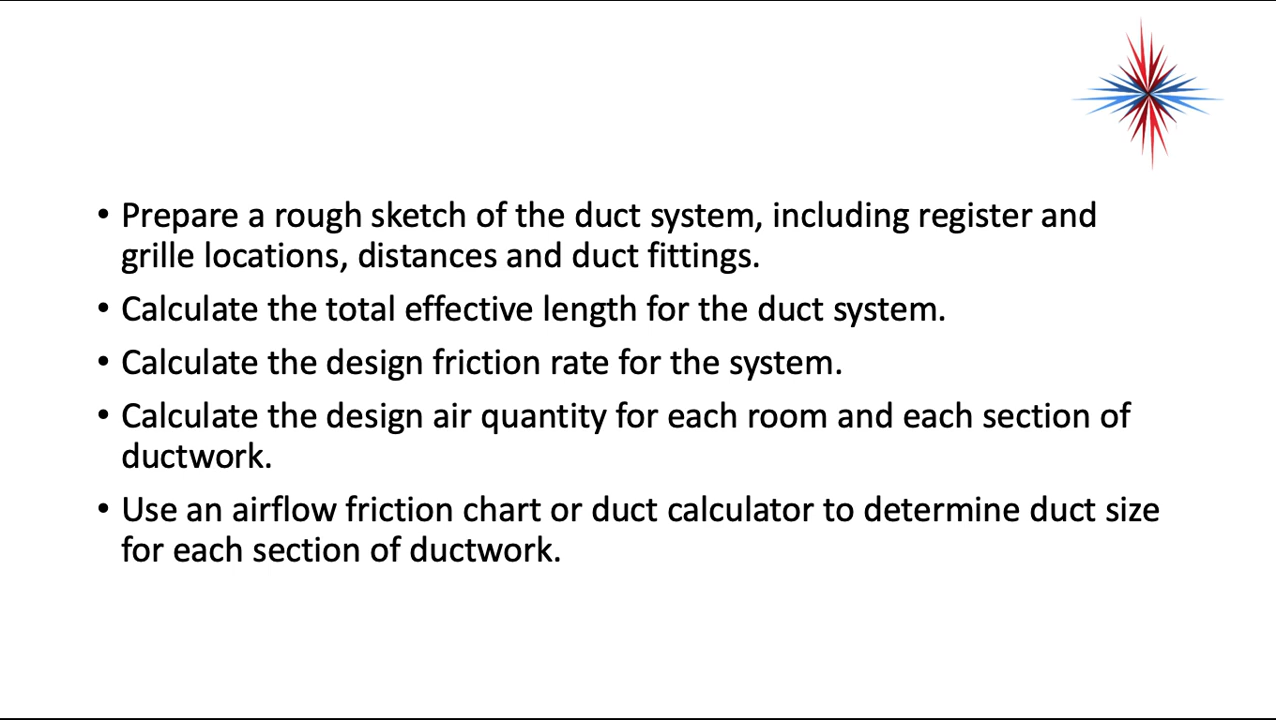 • Prepare a rough sketch of the duct system, including register and
grille locations, distances and duct fittings.
• Calculate the total effective length for the duct system.
• Calculate the design friction rate for the system.
• Calculate the design air quantity for each room and each section of
ductwork.
• Use an airflow friction chart or duct calculator to determine duct size
for each section of ductwork.